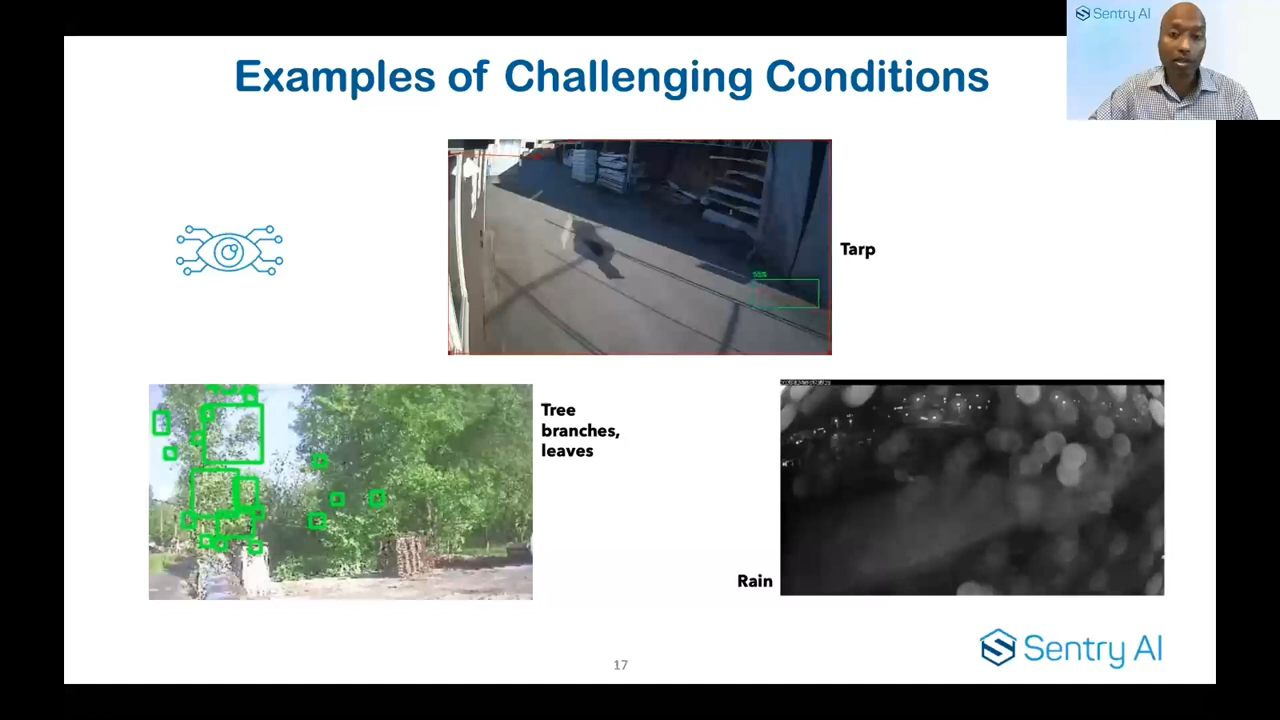 Sentry AI
Examples of Challenging Conditions
Tarp
Tree
branches,
leaves
Rain
17
Sentry AI